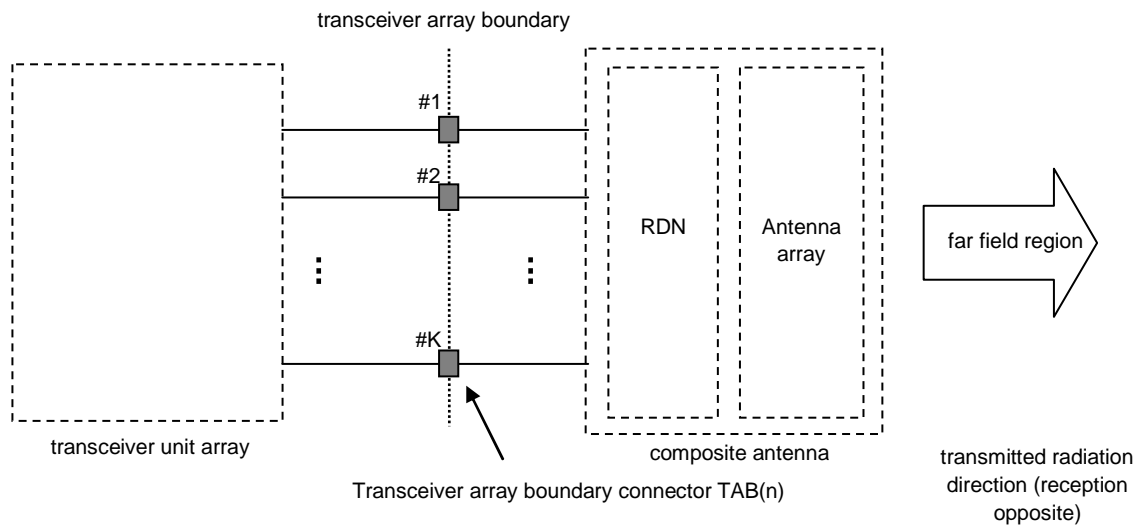 transceiver array boundary
#1
#2
#K
RDN
Antenna
array
far field region
transceiver unit array
composite antenna
Transceiver array boundary connector TAB(n)
transmitted radiation
direction (reception
opposite)